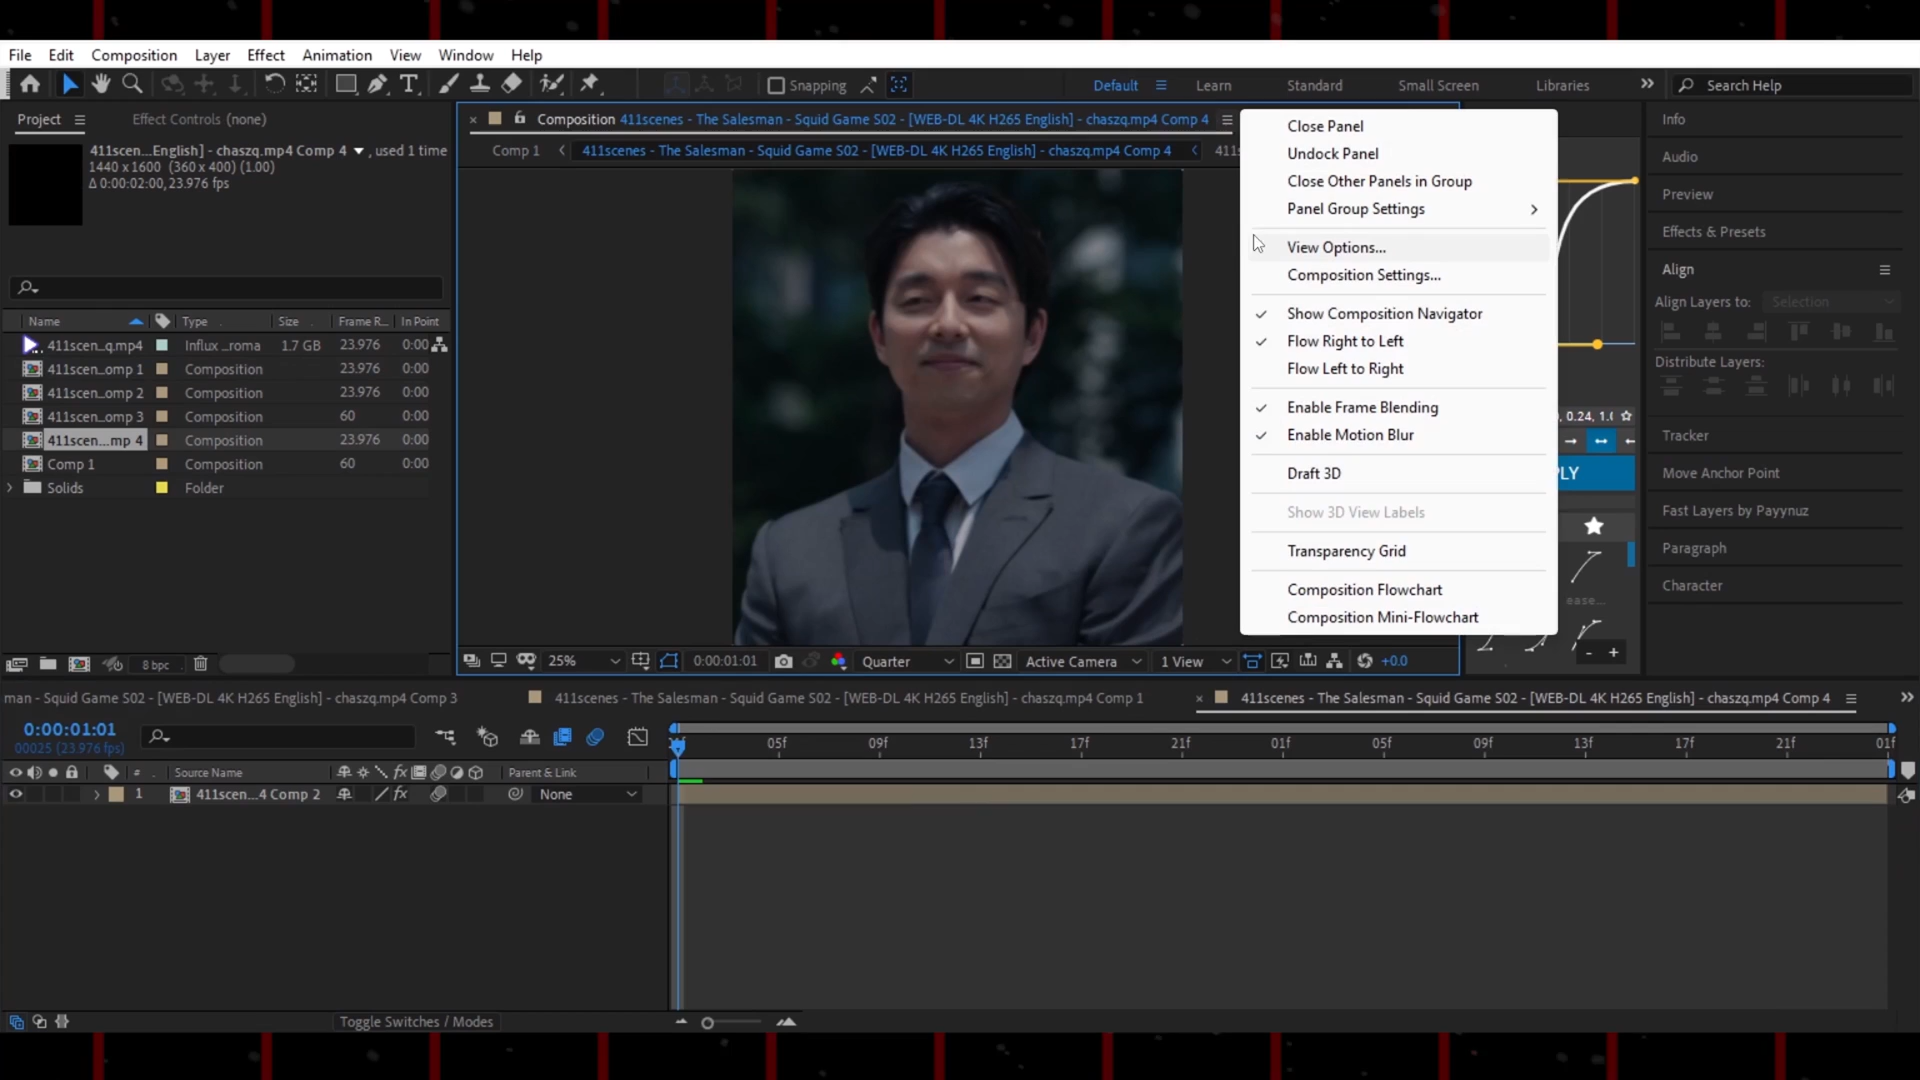 File Edit Composition Layer Effect Animation View Window Help
Snapping Default Learn Standard Small Screen Libraries Search Help
Project Effect Controls (none)
411scen...English] - chaszq.mp4 Comp 4 , used 1 time
1440 x 1600 (360 x 400) (1.00)
Δ 0:00:02:00, 23.976 fps
Name Type Size Frame R... In Point
411scen_q.mp4 Influx ...roma 1.7 GB 23.976 0:00
411scen...omp 1 Composition 23.976 0:00
411scen...omp 2 Composition 23.976 0:00
411scen...omp 3 Composition 60 0:00
411scen...mp 4 Composition 23.976 0:00
Comp 1 Composition 60 0:00
Solids Folder
8 bpc
Composition 411scenes - The Salesman - Squid Game S02 - [WEB-DL 4K H265 English] - chaszq.mp4 Comp 4
Comp 1 411scenes - The Salesman - Squid Game S02 - [WEB-DL 4K H265 English] - chaszq.mp4 Comp 4 411s
Close Panel
Undock Panel
Close Other Panels in Group
Panel Group Settings
View Options...
Composition Settings...
Show Composition Navigator
Flow Right to Left
Flow Left to Right
Enable Frame Blending
Enable Motion Blur
Draft 3D
Show 3D View Labels
Transparency Grid
Composition Flowchart
Composition Mini-Flowchart
25% 0:00:01:01 Quarter Active Camera 1 View +0.0
, 0.24, 1.(
PLY
ease...
- +
Info
Audio
Preview
Effects & Presets
Align
Align Layers to: Selection
Distribute Layers:
Tracker
Move Anchor Point
Fast Layers by Payynuz
Paragraph
Character
man - Squid Game S02 - [WEB-DL 4K H265 English] - chaszq.mp4 Comp 3 411scenes - The Salesman - Squid Game S02 - [WEB-DL 4K H265 English] - chaszq.mp4 Comp 1 411scenes - The Salesman - Squid Game S02 - [WEB-DL 4K H265 English] - chaszq.mp4 Comp 4
0:00:01:01
00025 (23.976 fps)
05f 09f 13f 17f 21f 01f 05f 09f 13f 17f 21f 01f
# Source Name fx Parent & Link
1 411scen...4 Comp 2 fx None
Toggle Switches / Modes